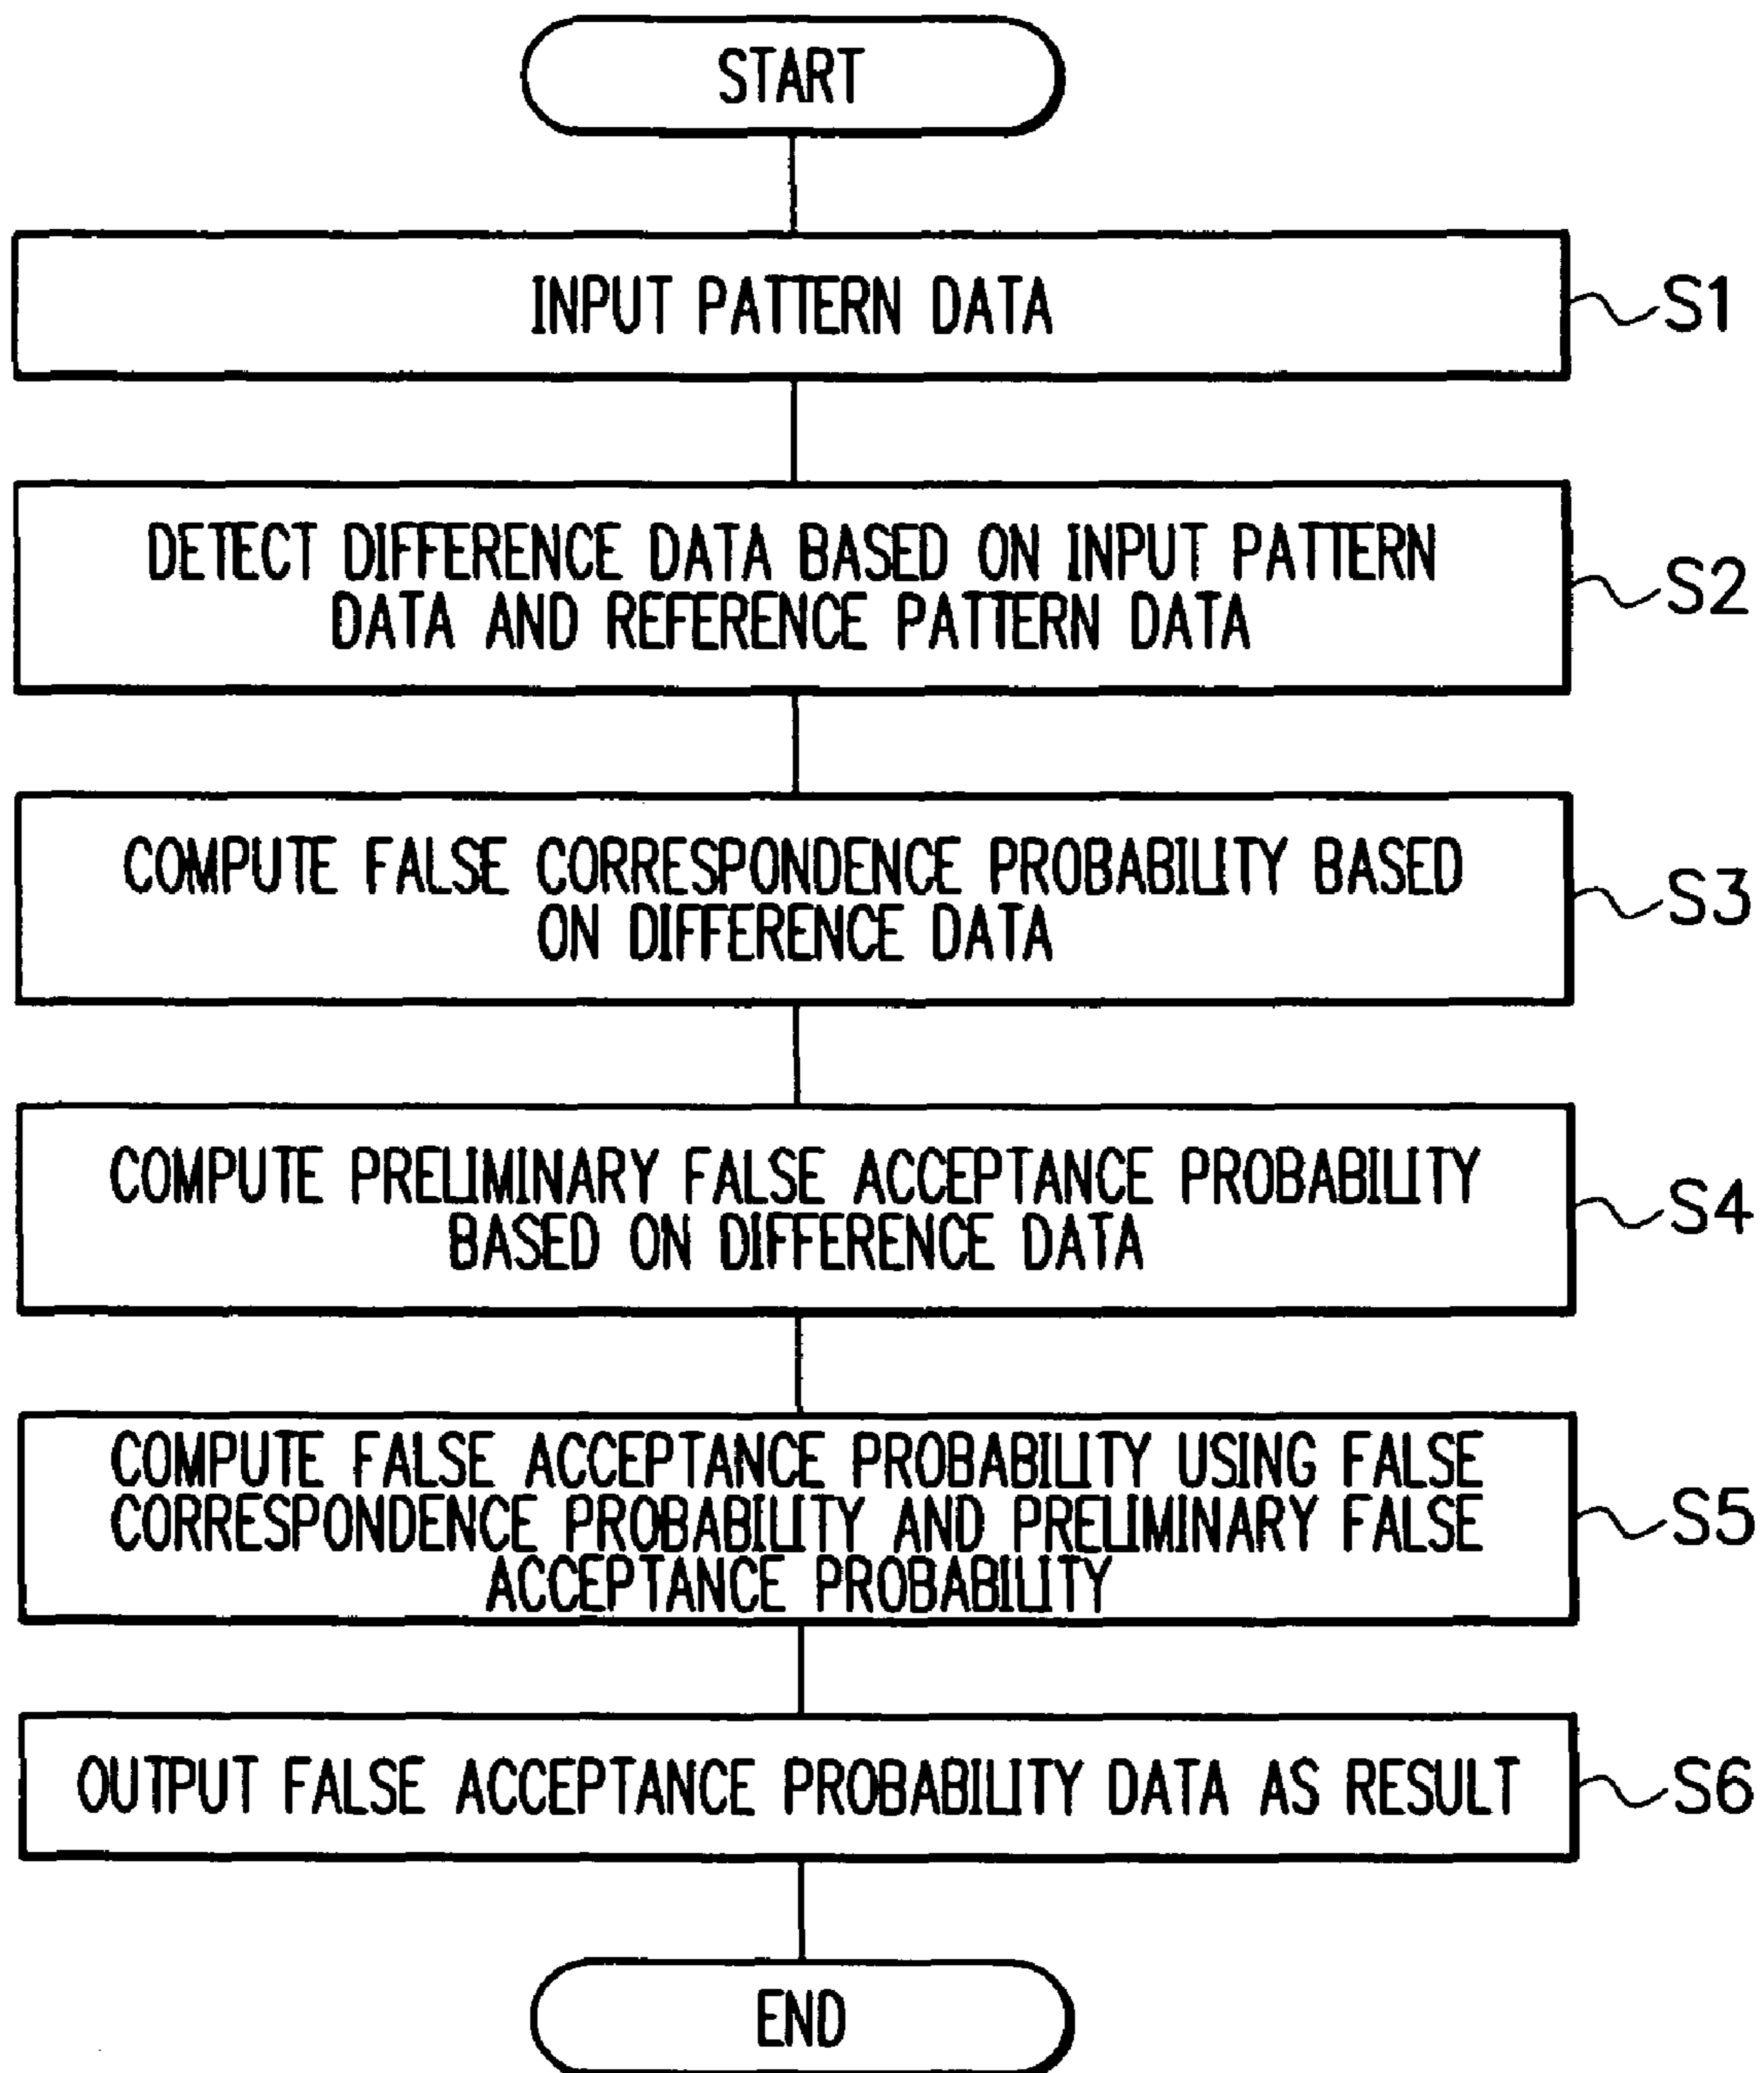 START
INPUT PATTERN DATA
S1
DETECT DIFFERENCE DATA BASED ON INPUT PATTERN
DATA AND REFERENCE PATTERN DATA
S2
COMPUTE FALSE CORRESPONDENCE PROBABILITY BASED
ON DIFFERENCE DATA
S3
COMPUTE PRELIMINARY FALSE ACCEPTANCE PROBABILITY
BASED ON DIFFERENCE DATA
S4
COMPUTE FALSE ACCEPTANCE PROBABILITY USING FALSE
CORRESPONDENCE PROBABILITY AND PRELIMINARY FALSE
ACCEPTANCE PROBABILITY
S5
OUTPUT FALSE ACCEPTANCE PROBABILITY DATA AS RESULT
S6
END